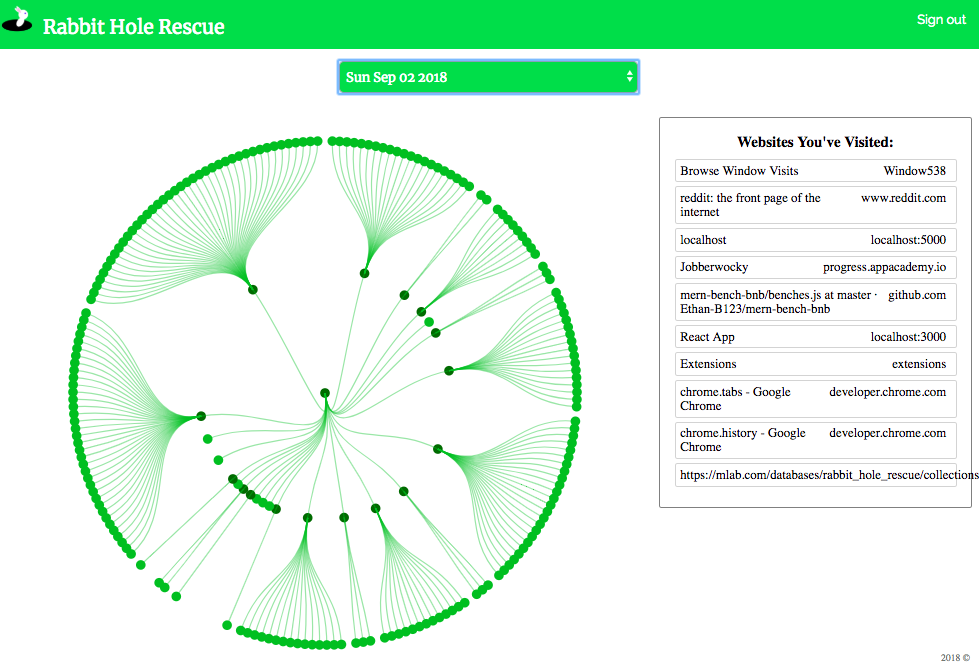 Rabbit Hole Rescue
Sign out
Sun Sep 02 2018
Websites You've Visited:
Browse Window Visits Window538
reddit: the front page of the www.reddit.com
internet
localhost localhost:5000
Jobberwocky progress.appacademy.io
mern-bench-bnb/benches.js at master · github.com
Ethan-B123/mern-bench-bnb
React App localhost:3000
Extensions extensions
chrome.tabs - Google developer.chrome.com
Chrome
chrome.history - Google developer.chrome.com
Chrome
https://mlab.com/databases/rabbit_hole_rescue/collections
2018 ©